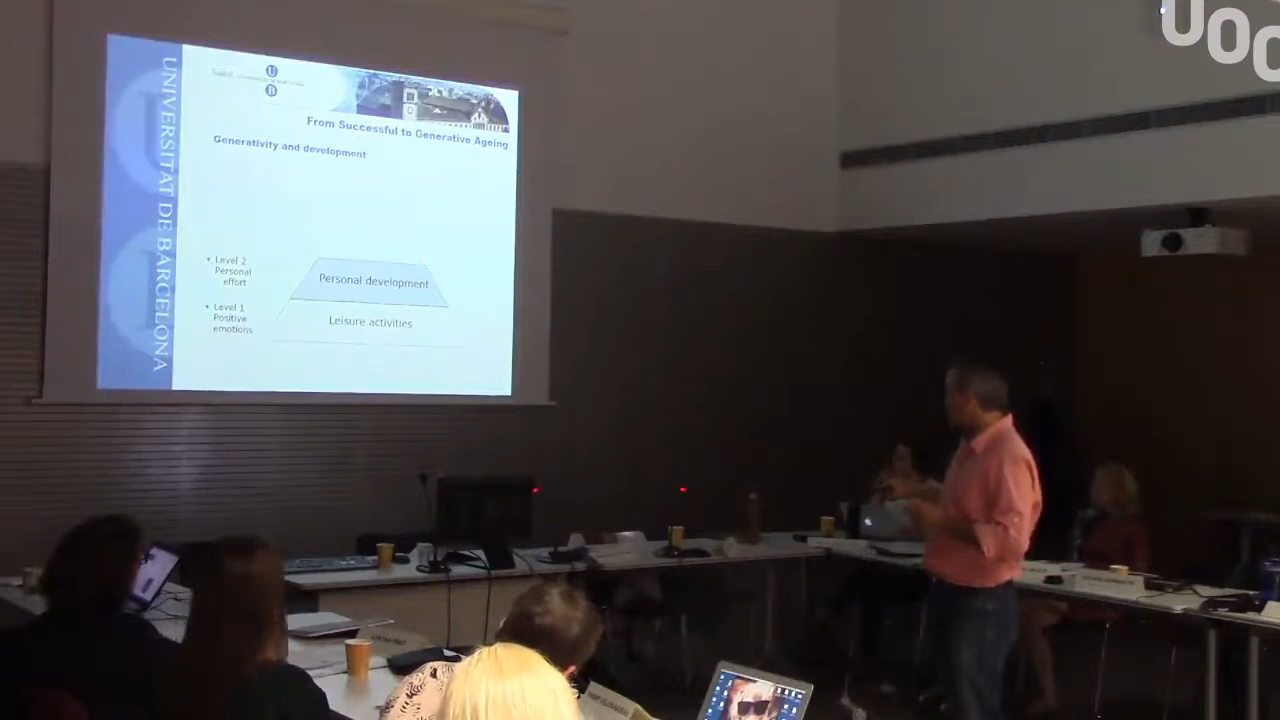 UOC
UNIVERSITAT DE BARCELONA
U
B
From Successful to Generative Ageing
Generativity and development
• Level 2
Personal
effort
Personal development
• Level 1
Positive
emotions
Leisure activities